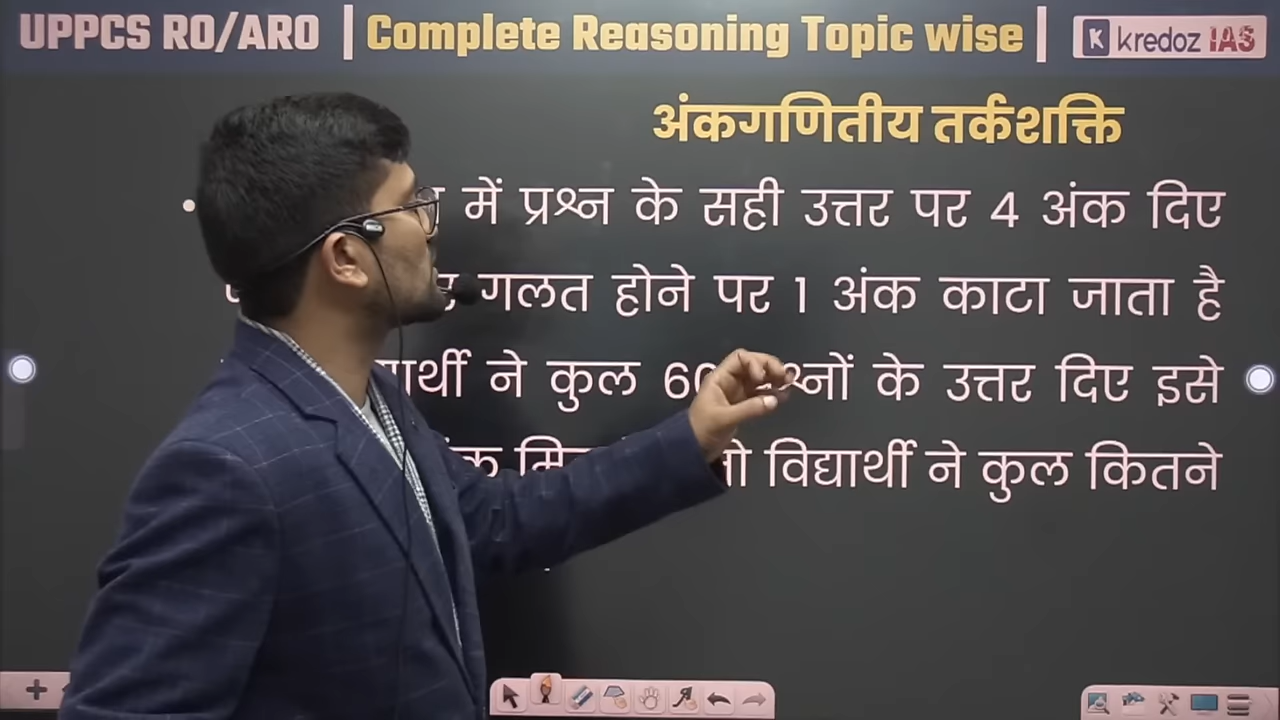 UPPCS RO/ARO | Complete Reasoning Topic wise | K kredoz IAS
अंकगणितीय तर्कशक्ति
में प्रश्न के सही उत्तर पर 4 अंक दिए
गलत होने पर 1 अंक काटा जाता है
ने कुल के उत्तर दिए इसे
विद्यार्थी ने कुल कितने